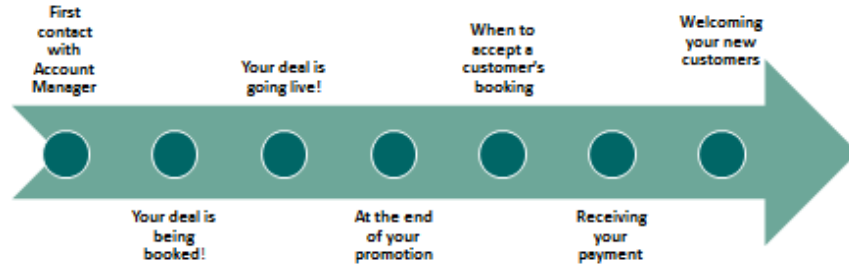 First
contact
with
Account
Manager
Your deal is
being
booked!
Your deal is
going live!
At the end
of your
promotion
When to
accept a
customer's
booking
Receiving
your
payment
Welcoming
your new
customers